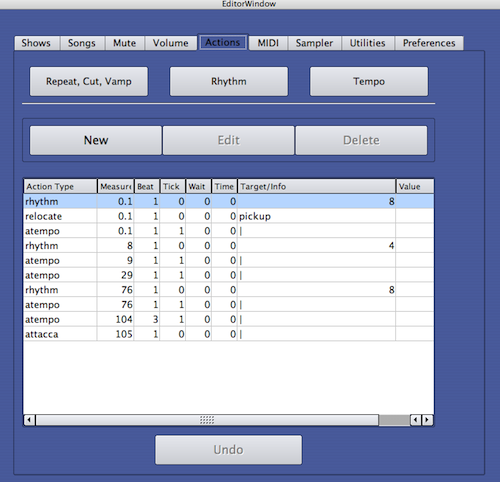 EditorWindow
Shows Songs Mute Volume Actions MIDI Sampler Utilities Preferences
Repeat, Cut, Vamp Rhythm Tempo
New Edit Delete
Action Type Measure Beat Tick Wait Time Target/Info Value
rhythm 0.1 1 0 0 0 8
relocate 0.1 1 0 0 0 pickup
atempo 0.1 1 1 0 0 |
rhythm 8 1 0 0 0 4
atempo 9 1 1 0 0 |
atempo 29 1 1 0 0 |
rhythm 76 1 0 0 0 8
atempo 76 1 1 0 0 |
atempo 104 3 1 0 0 |
attacca 105 1 0 0 0 |
Undo